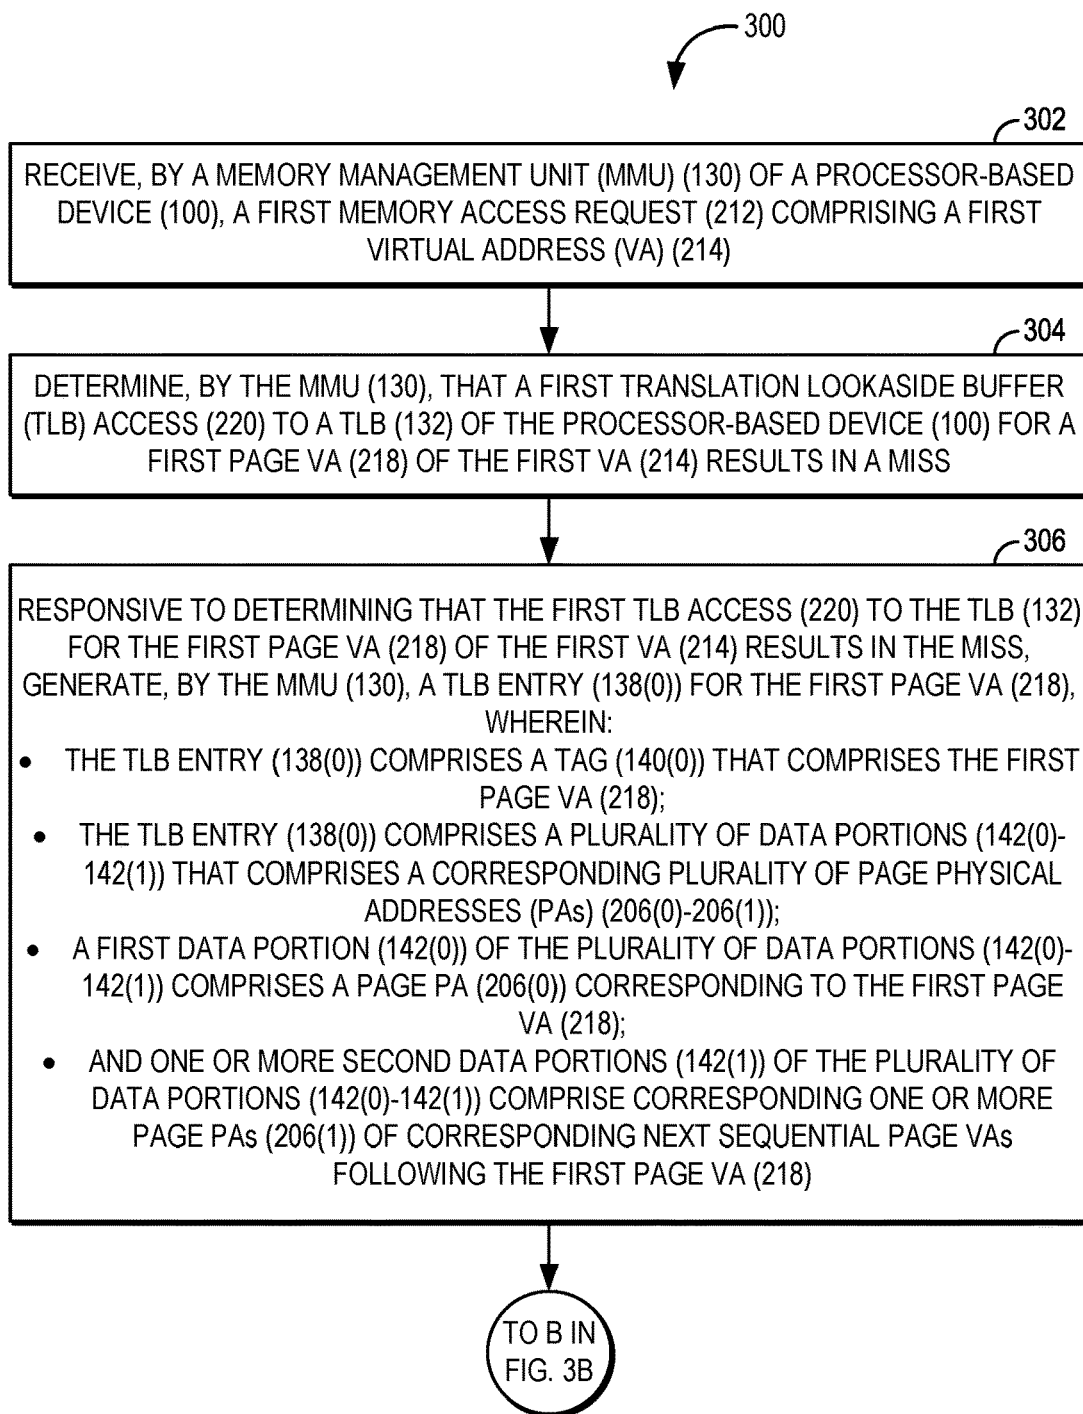 300
302
RECEIVE, BY A MEMORY MANAGEMENT UNIT (MMU) (130) OF A PROCESSOR-BASED
DEVICE (100), A FIRST MEMORY ACCESS REQUEST (212) COMPRISING A FIRST
VIRTUAL ADDRESS (VA) (214)
304
DETERMINE, BY THE MMU (130), THAT A FIRST TRANSLATION LOOKASIDE BUFFER
(TLB) ACCESS (220) TO A TLB (132) OF THE PROCESSOR-BASED DEVICE (100) FOR A
FIRST PAGE VA (218) OF THE FIRST VA (214) RESULTS IN A MISS
306
RESPONSIVE TO DETERMINING THAT THE FIRST TLB ACCESS (220) TO THE TLB (132)
FOR THE FIRST PAGE VA (218) OF THE FIRST VA (214) RESULTS IN THE MISS,
GENERATE, BY THE MMU (130), A TLB ENTRY (138(0)) FOR THE FIRST PAGE VA (218),
WHEREIN:
• THE TLB ENTRY (138(0)) COMPRISES A TAG (140(0)) THAT COMPRISES THE FIRST
PAGE VA (218);
• THE TLB ENTRY (138(0)) COMPRISES A PLURALITY OF DATA PORTIONS (142(0)-
142(1)) THAT COMPRISES A CORRESPONDING PLURALITY OF PAGE PHYSICAL
ADDRESSES (PAs) (206(0)-206(1));
• A FIRST DATA PORTION (142(0)) OF THE PLURALITY OF DATA PORTIONS (142(0)-
142(1)) COMPRISES A PAGE PA (206(0)) CORRESPONDING TO THE FIRST PAGE
VA (218);
• AND ONE OR MORE SECOND DATA PORTIONS (142(1)) OF THE PLURALITY OF
DATA PORTIONS (142(0)-142(1)) COMPRISE CORRESPONDING ONE OR MORE
PAGE PAs (206(1)) OF CORRESPONDING NEXT SEQUENTIAL PAGE VAs
FOLLOWING THE FIRST PAGE VA (218)
TO B IN
FIG. 3B